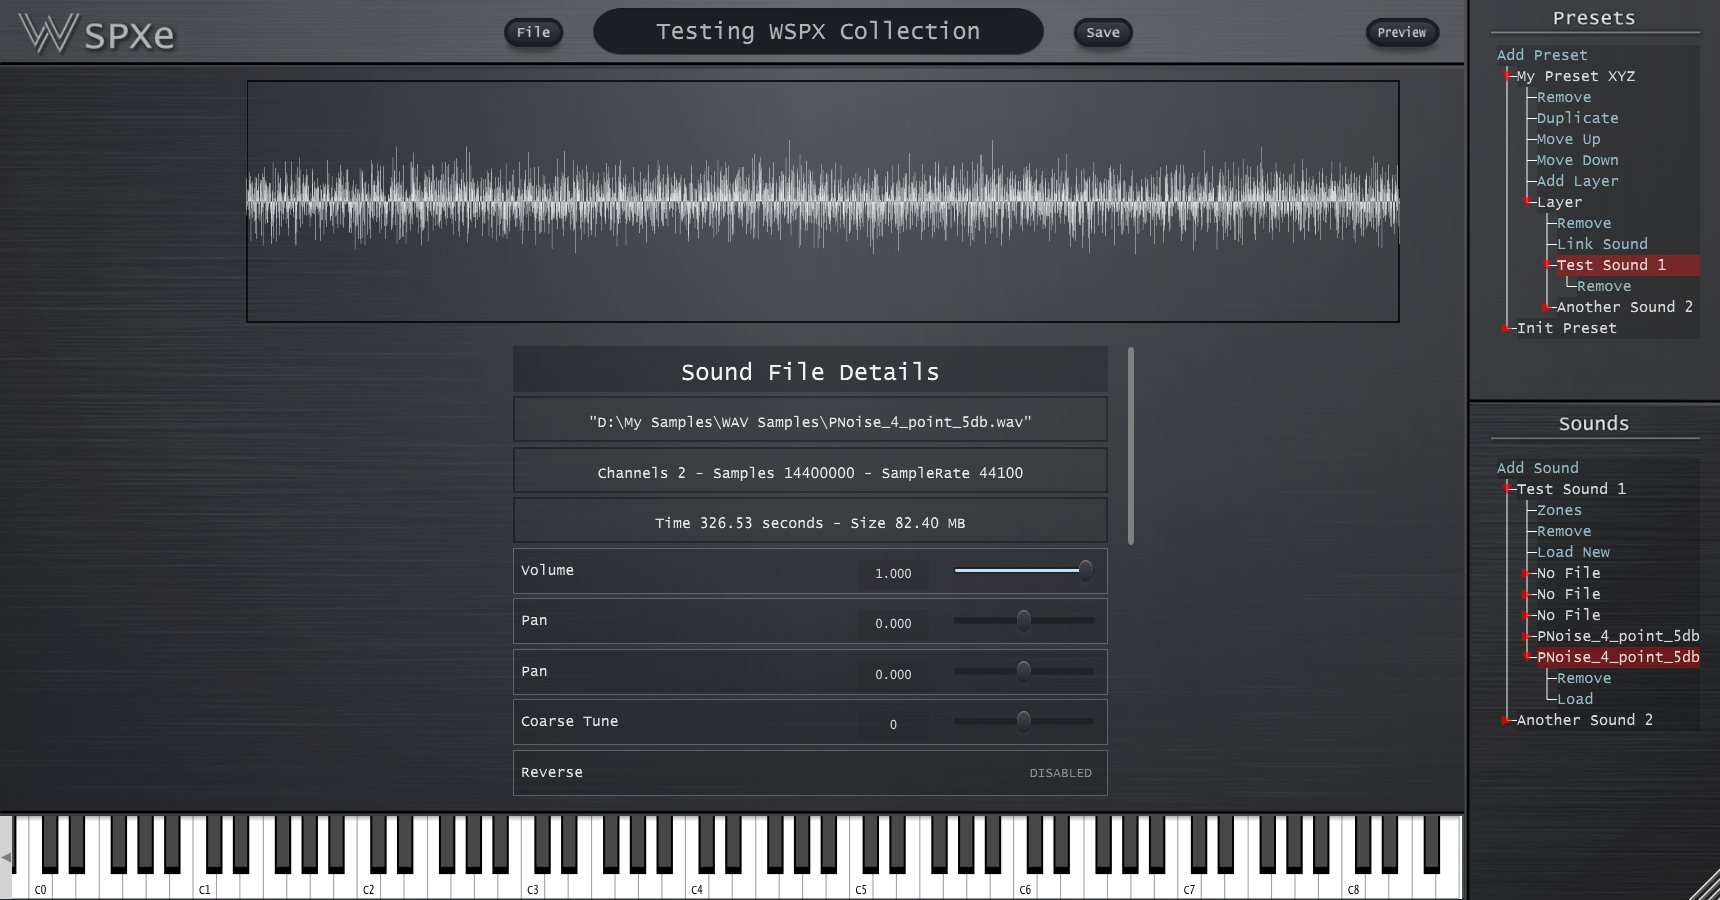 WSPXe
File
Testing WSPX Collection
Save
Preview
Presets
Add Preset
My Preset XYZ
Remove
Duplicate
Move Up
Move Down
Add Layer
Layer
Remove
Link Sound
Test Sound 1
Remove
Another Sound 2
Init Preset
Sound File Details
"D:\My Samples\WAV Samples\PNoise_4_point_5db.wav"
Channels 2 - Samples 14400000 - SampleRate 44100
Time 326.53 seconds - Size 82.40 MB
Volume 1.000
Pan 0.000
Pan 0.000
Coarse Tune 0
Reverse DISABLED
Sounds
Add Sound
Test Sound 1
Zones
Remove
Load New
No File
No File
No File
PNoise_4_point_5db
PNoise_4_point_5db
Remove
Load
Another Sound 2
C0 C1 C2 C3 C4 C5 C6 C7 C8